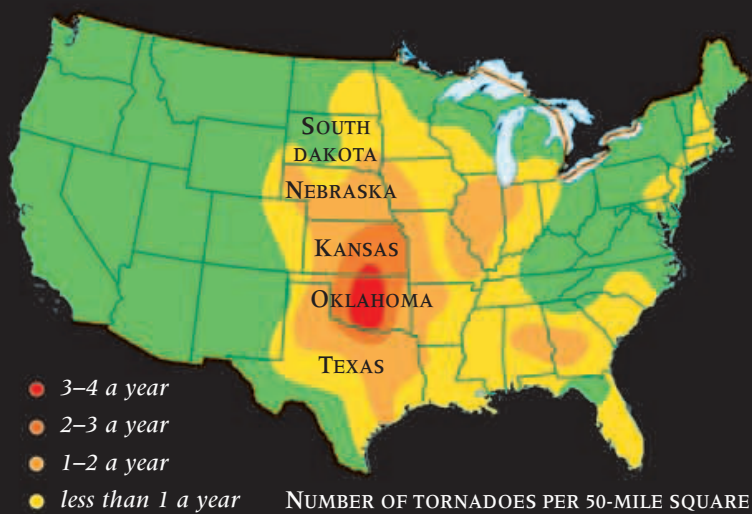 SOUTH
DAKOTA
NEBRASKA
KANSAS
OKLAHOMA
TEXAS
3–4 a year
2–3 a year
1–2 a year
less than 1 a year
NUMBER OF TORNADOES PER 50-MILE SQUARE